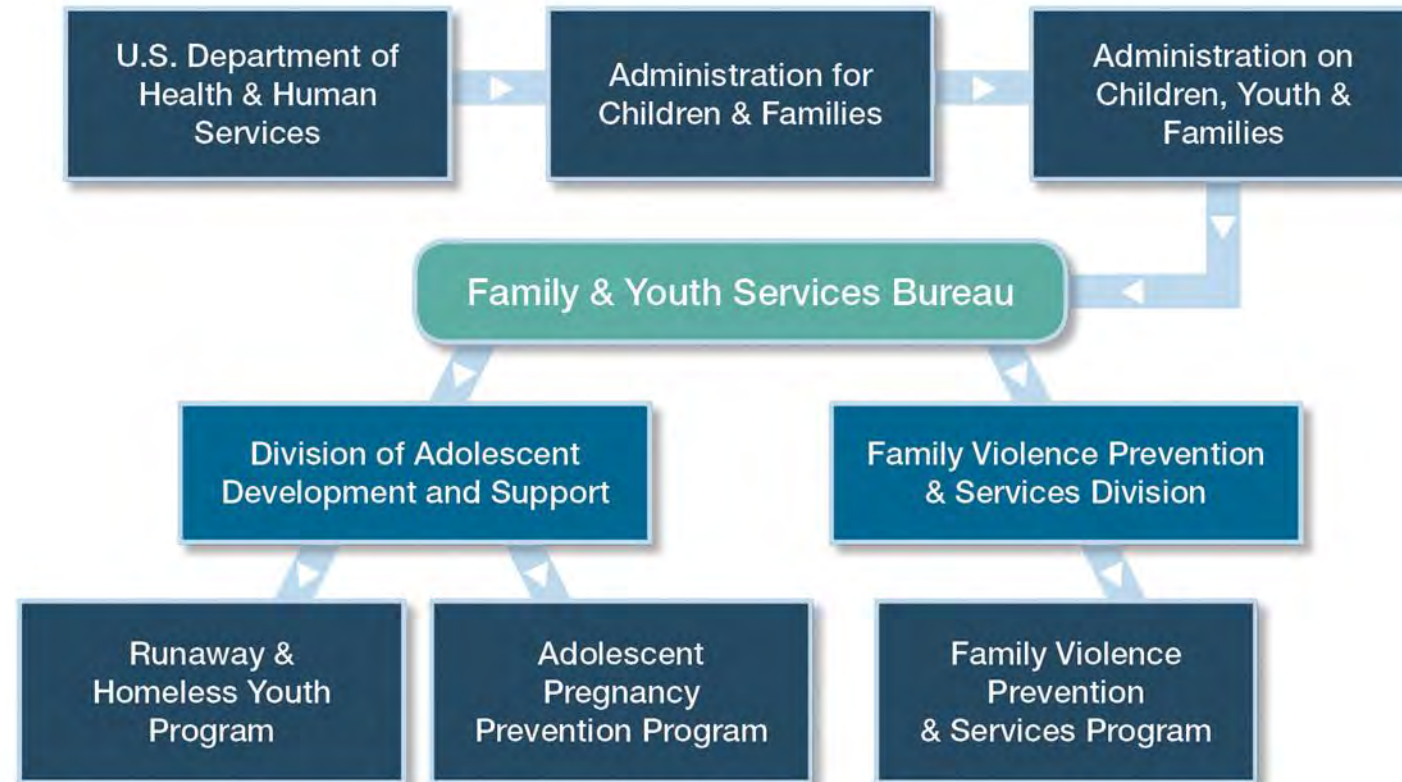 U.S. Department of
Health & Human
Services
Administration for
Children & Families
Administration on
Children, Youth &
Families
Family & Youth Services Bureau
Division of Adolescent
Development and Support
Family Violence Prevention
& Services Division
Runaway &
Homeless Youth
Program
Adolescent
Pregnancy
Prevention Program
Family Violence
Prevention
& Services Program